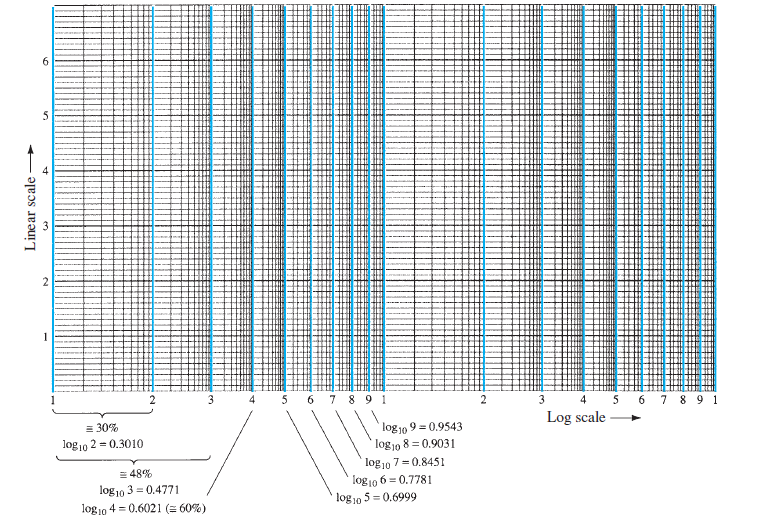 6
5
4
3
2
1
Linear scale
1 2 3 4 5 6 7 8 9 1 2 3 4 5 6 7 8 9 1
Log scale
≅ 30%
log10 2 = 0.3010
≅ 48%
log10 3 = 0.4771
log10 4 = 0.6021 (≅ 60%)
log10 9 = 0.9543
log10 8 = 0.9031
log10 7 = 0.8451
log10 6 = 0.7781
log10 5 = 0.6999